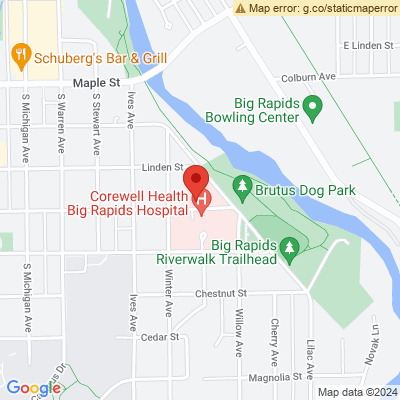 Map error: g.co/staticmaperror
E Linden St
Schuberg's Bar & Grill
Maple St
Colburn Ave
S Michigan Ave
S Warren Ave
S Stewart Ave
Ives Ave
Big Rapids
Bowling Center
Linden St
Corewell Health
Big Rapids Hospital
H
Brutus Dog Park
Big Rapids
Riverwalk Trailhead
S Michigan Ave
Ives Ave
Winter Ave
Chestnut St
Willow Ave
Cherry Ave
Lilac Ave
Novak Ln
Cedar St
Magnolia St
Google
Map data ©2024